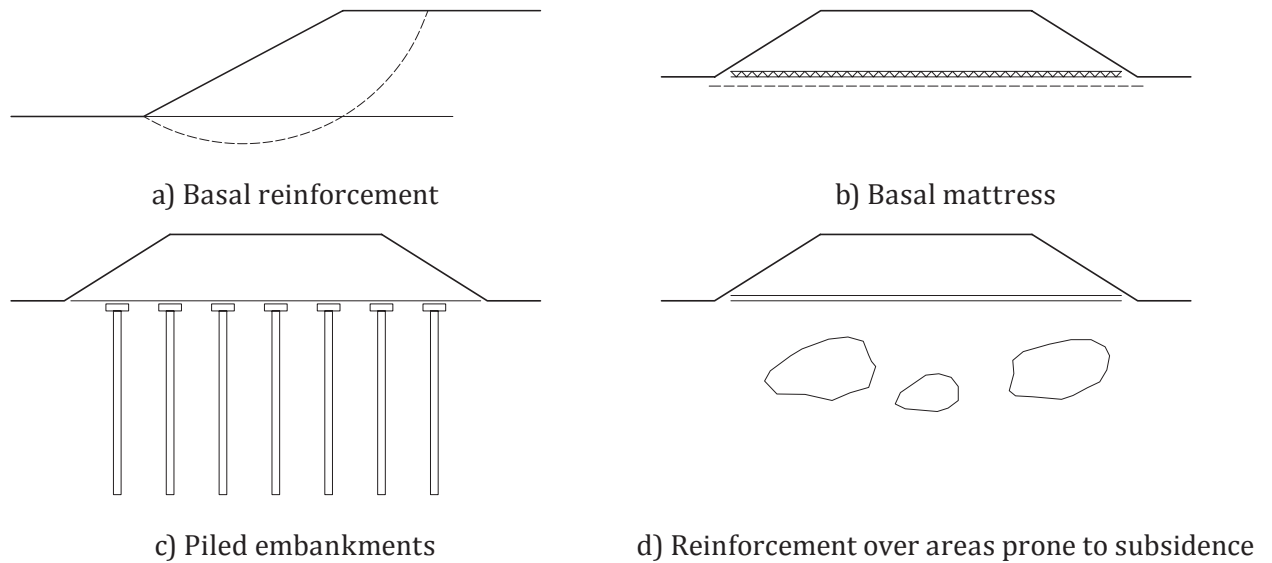 a) Basal reinforcement
b) Basal mattress
c) Piled embankments
d) Reinforcement over areas prone to subsidence